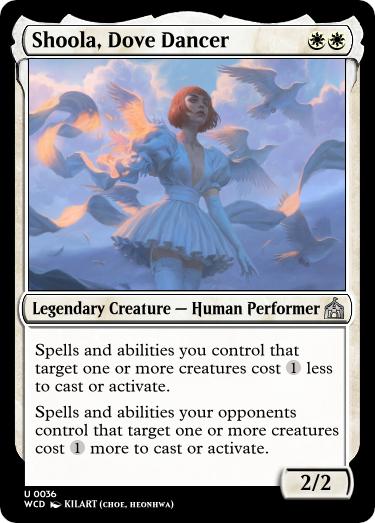 Shoola, Dove Dancer
Legendary Creature — Human Performer
Spells and abilities you control that
target one or more creatures cost 1 less
to cast or activate.
Spells and abilities your opponents
control that target one or more creatures
cost 1 more to cast or activate.
2/2
U 0036
WCD KILART (CHOE, HEONHWA)